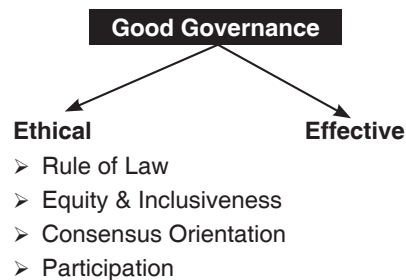 Good Governance
Ethical Effective
➢ Rule of Law
➢ Equity & Inclusiveness
➢ Consensus Orientation
➢ Participation